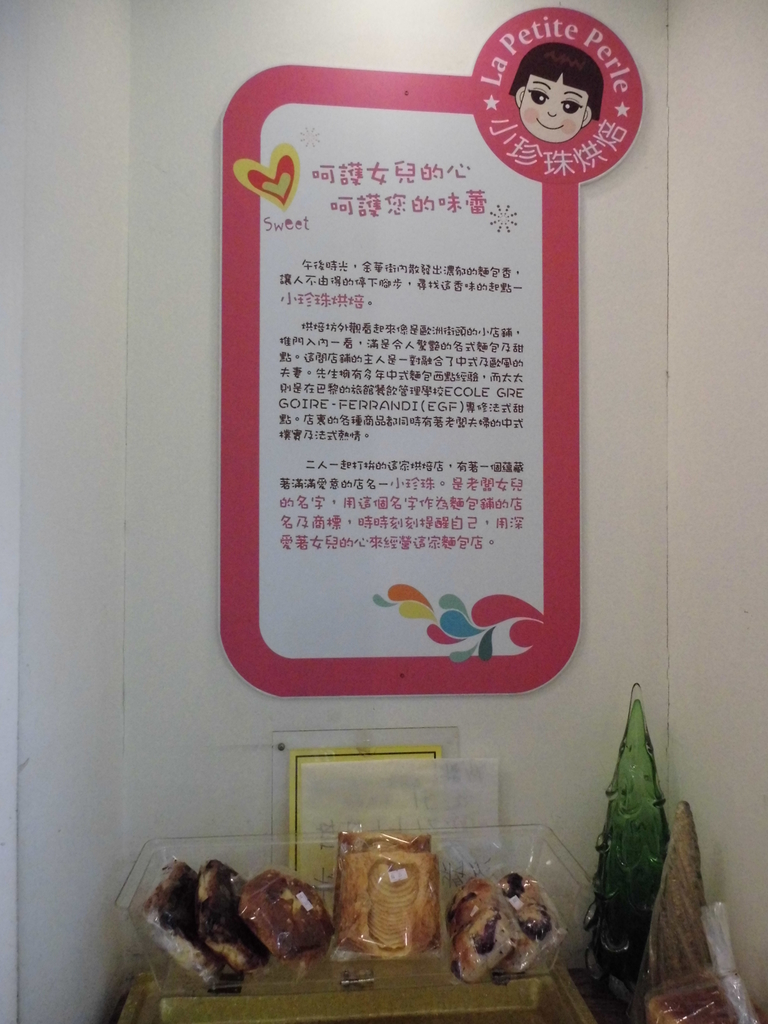 La Petite Perle
小珍珠烘焙
呵護女兒的心
呵護您的味蕾
Sweet
午後時光，金華街內散發出濃郁的麵包香，
讓人不由得的停下腳步，尋找這香味的起點—
小珍珠烘焙。
烘焙坊外觀看起來像是歐洲街頭的小店鋪，
推門入內一看，滿是令人驚艷的各式麵包及甜
點。這間店鋪的主人是一對融合了中式及歐風的
夫妻。先生擁有多年中式麵包西點經驗，而太太
則是在巴黎的旅館餐飲管理學校ECOLE GRE
GOIRE-FERRANDI(EGF)專修法式甜
點。店裏的各種商品都同時有著老闆夫婦的中式
樸實及法式熱情。
二人一起打拚的這家烘焙店，有著一個蘊藏
著滿滿愛意的店名—小珍珠。是老闆女兒
的名字，用這個名字作為麵包鋪的店
名及商標，時時刻刻提醒自己，用深
愛著女兒的心來經營這家麵包店。